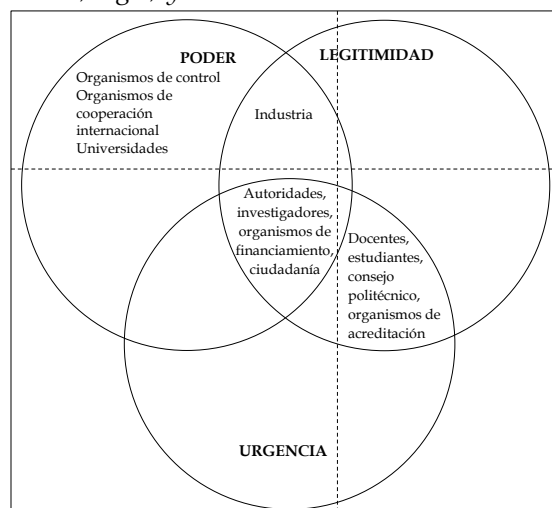 PODER
LEGITIMIDAD
Organismos de control
Organismos de
cooperación
internacional
Universidades
Industria
Autoridades,
investigadores,
organismos de
financiamiento,
ciudadanía
Docentes,
estudiantes,
consejo
politécnico,
organismos de
acreditación
URGENCIA